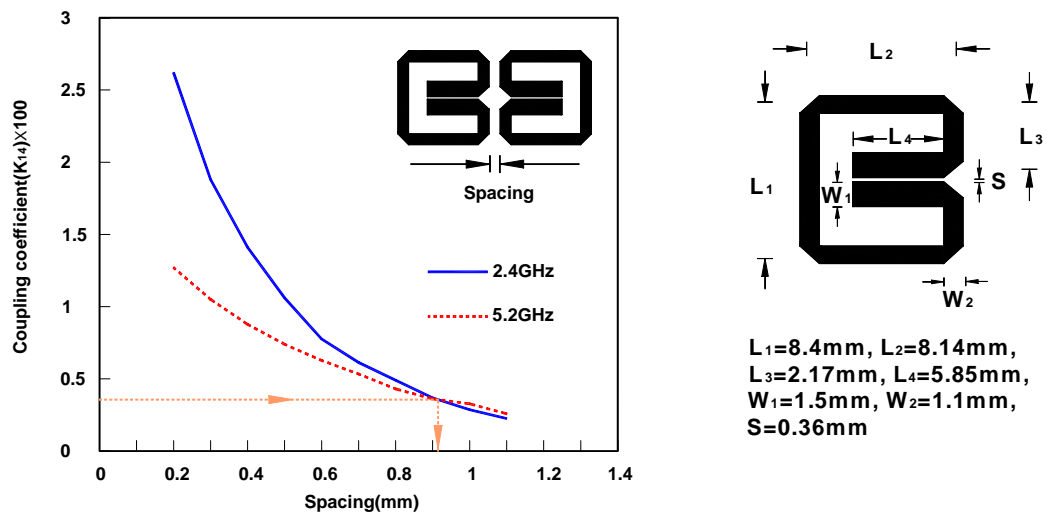 3
2.5
2
1.5
1
0.5
0
0
0.2
0.4
0.6
0.8
1
1.2
1.4
Coupling coefficient(K14)X100
Spacing(mm)
Spacing
2.4GHz
5.2GHz
L2
L1
L4
L3
W1
S
W2
L1=8.4mm, L2=8.14mm,
L3=2.17mm, L4=5.85mm,
W1=1.5mm, W2=1.1mm,
S=0.36mm